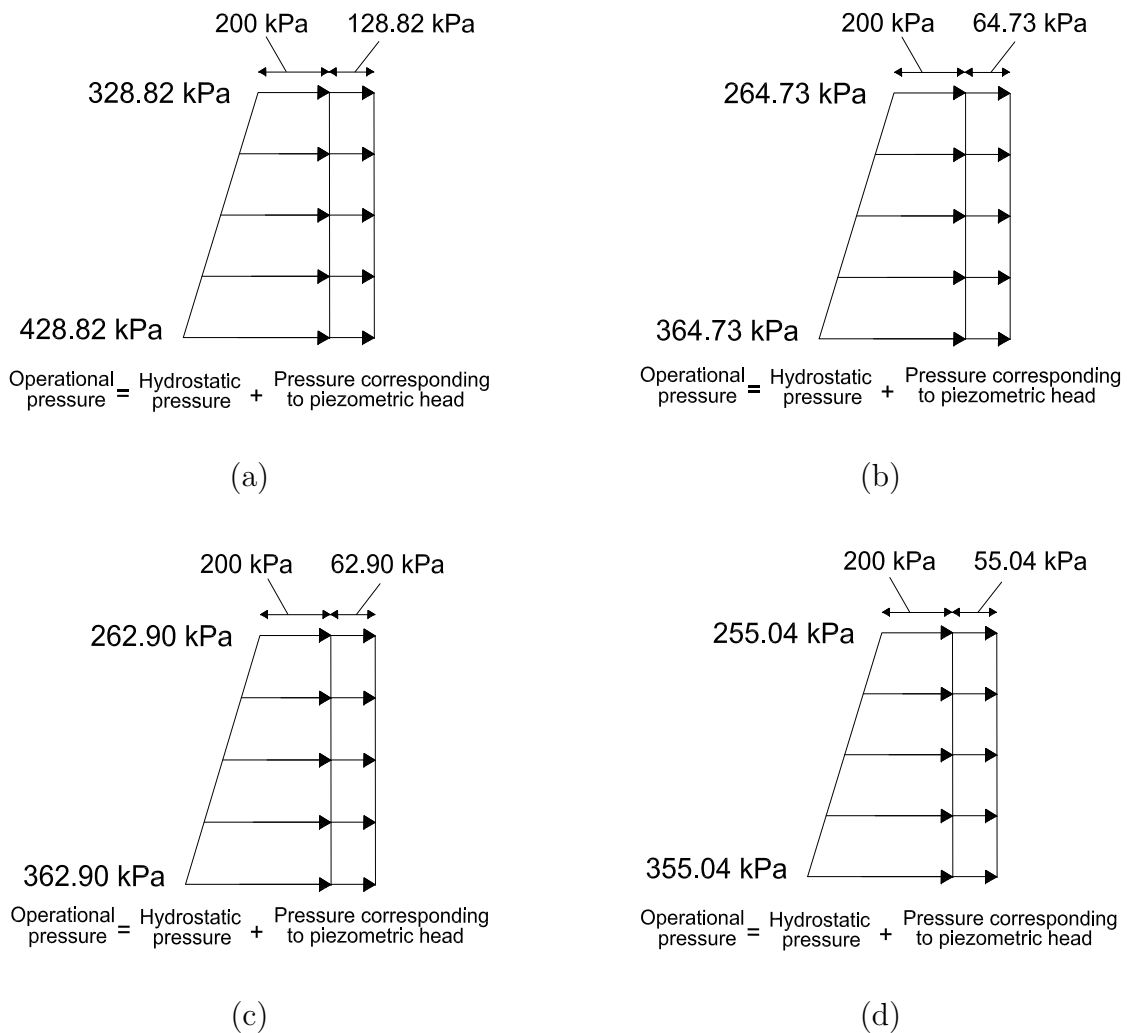 200 kPa 128.82 kPa
328.82 kPa
428.82 kPa
Operational pressure = Hydrostatic pressure + Pressure corresponding to piezometric head
(a)
200 kPa 64.73 kPa
264.73 kPa
364.73 kPa
Operational pressure = Hydrostatic pressure + Pressure corresponding to piezometric head
(b)
200 kPa 62.90 kPa
262.90 kPa
362.90 kPa
Operational pressure = Hydrostatic pressure + Pressure corresponding to piezometric head
(c)
200 kPa 55.04 kPa
255.04 kPa
355.04 kPa
Operational pressure = Hydrostatic pressure + Pressure corresponding to piezometric head
(d)